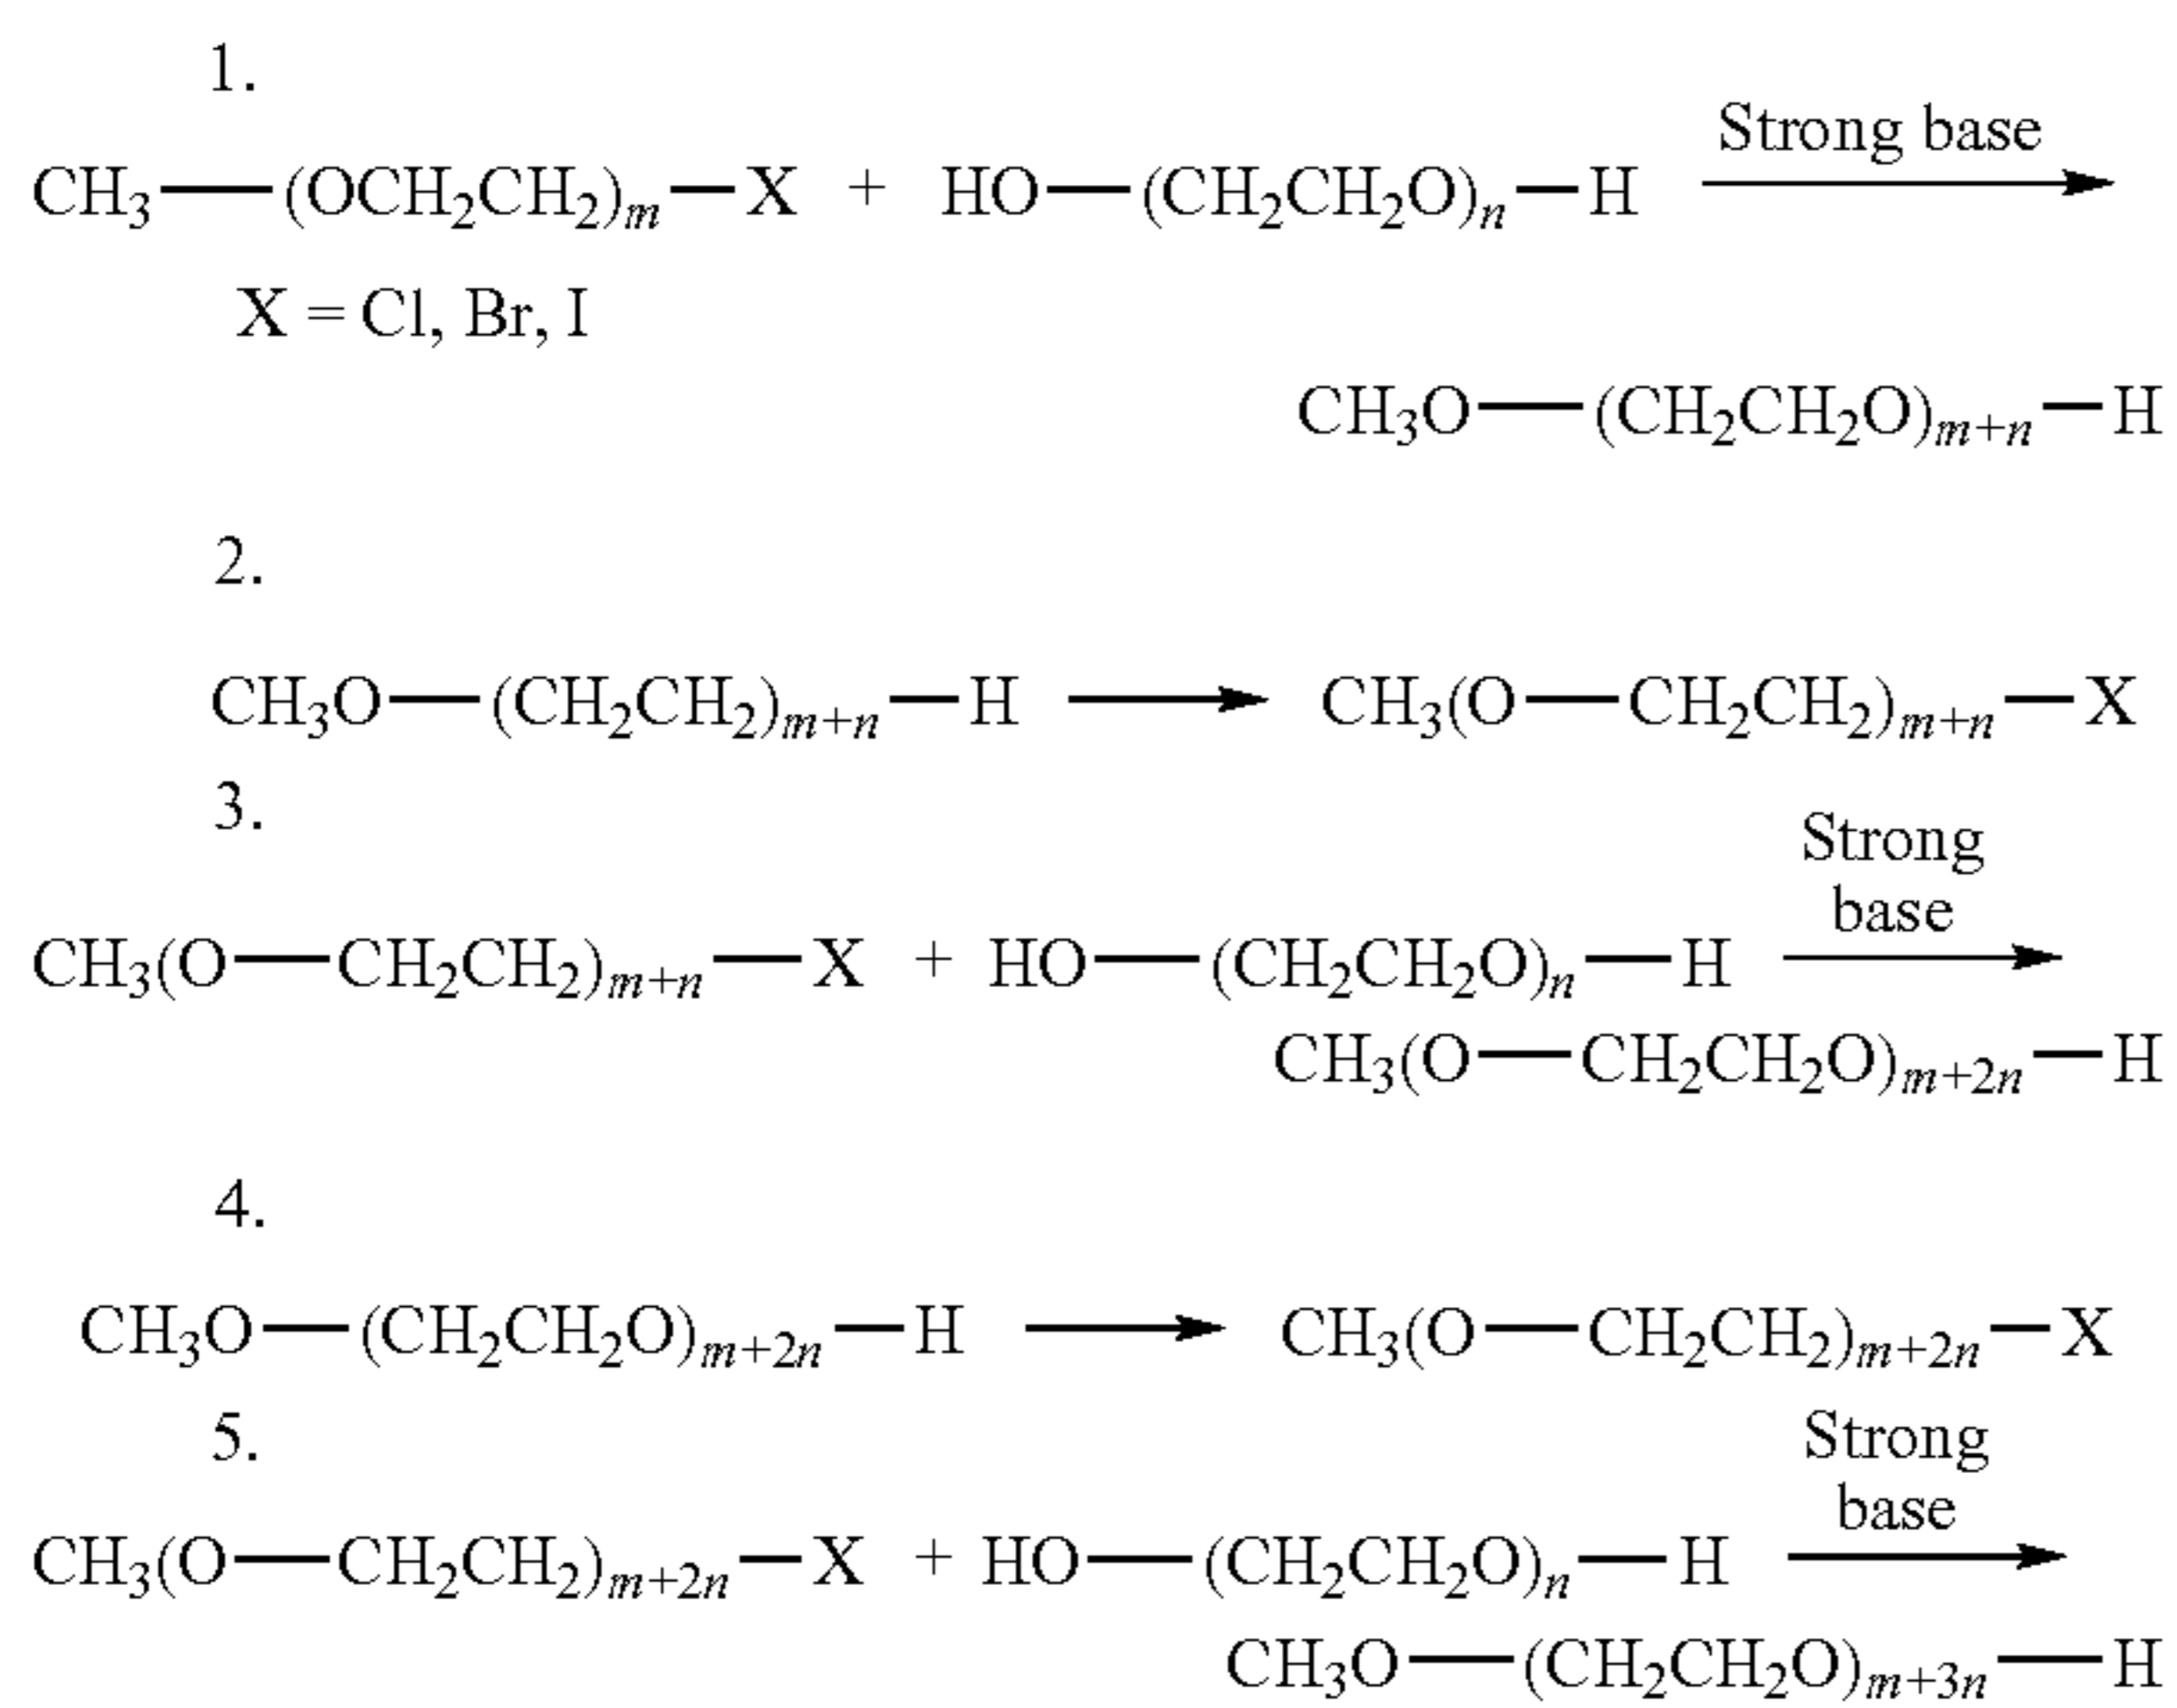 1.
CH₃—(OCH₂CH₂)ₘ—X + HO—(CH₂CH₂O)ₙ—H Strong base
X = Cl, Br, I
CH₃O—(CH₂CH₂O)ₘ₊ₙ—H
2.
CH₃O—(CH₂CH₂)ₘ₊ₙ—H CH₃(O—CH₂CH₂)ₘ₊ₙ—X
3.
CH₃(O—CH₂CH₂)ₘ₊ₙ—X + HO—(CH₂CH₂O)ₙ—H Strong base
CH₃(O—CH₂CH₂O)ₘ₊₂ₙ—H
4.
CH₃O—(CH₂CH₂O)ₘ₊₂ₙ—H CH₃(O—CH₂CH₂)ₘ₊₂ₙ—X
5.
CH₃(O—CH₂CH₂)ₘ₊₂ₙ—X + HO—(CH₂CH₂O)ₙ—H Strong base
CH₃O—(CH₂CH₂O)ₘ₊₃ₙ—H